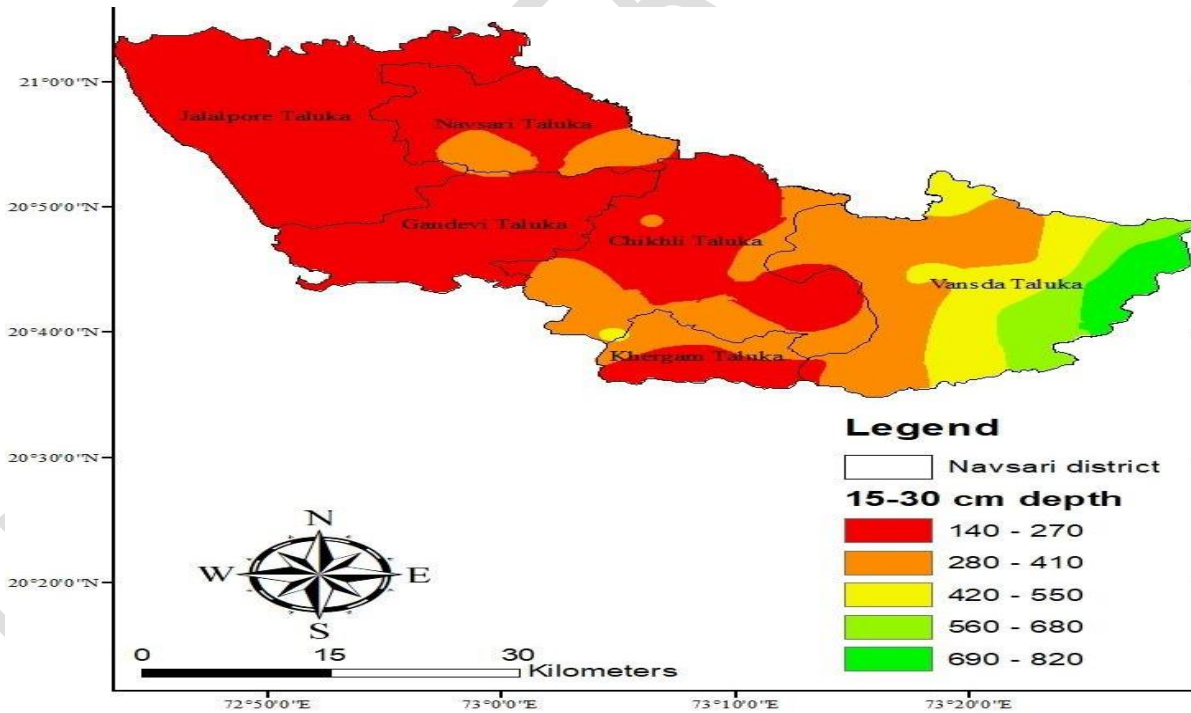 21°0'0"N
20°50'0"N
20°40'0"N
20°30'0"N
20°20'0"N
Jalalpore Taluka
Navsari Taluka
Gandevi Taluka
Chikhli Taluka
Vansda Taluka
Khergam Taluka
Legend
Navsari district
15-30 cm depth
140 - 270
280 - 410
420 - 550
560 - 680
690 - 820
N
W
E
S
0 15 30
Kilometers
72°50'0"E 73°0'0"E 73°10'0"E 73°20'0"E